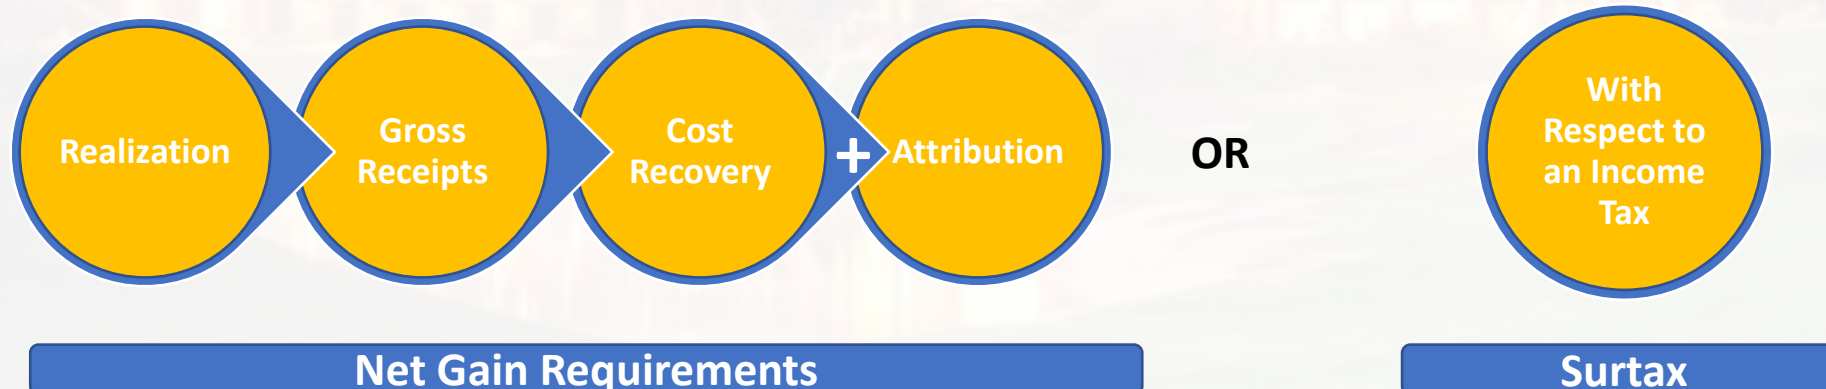 Realization
Gross
Receipts
Cost
Recovery
+
Attribution
OR
With
Respect to
an Income
Tax
Net Gain Requirements
Surtax